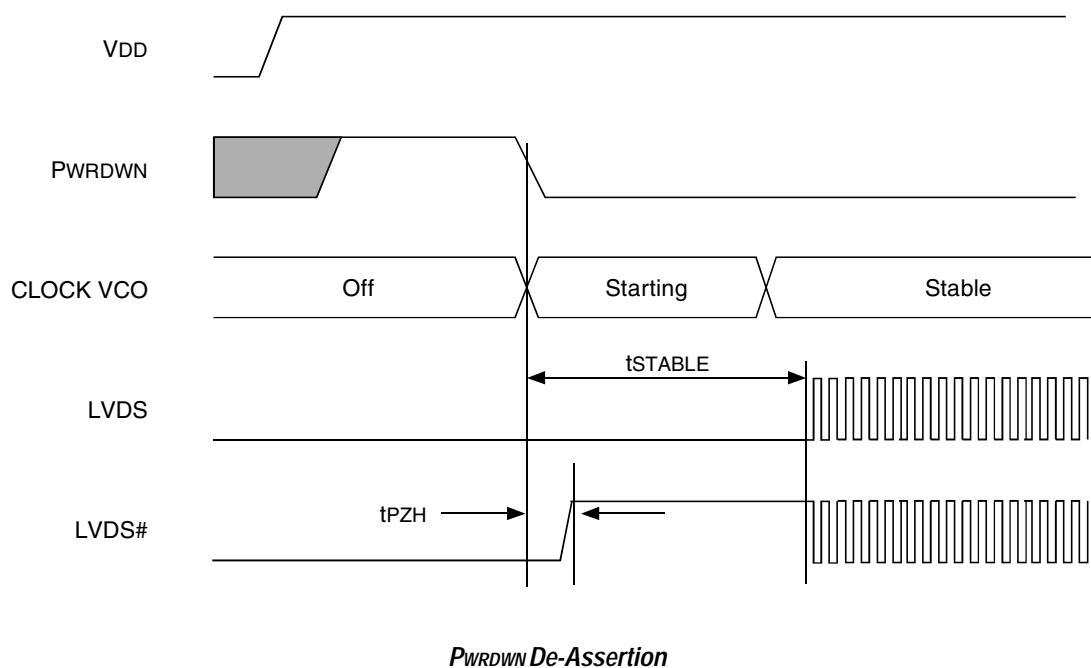 VDD
PWRDWN
CLOCK VCO
Off
Starting
Stable
tSTABLE
LVDS
tPZH
LVDS#
PWRDWN De-Assertion